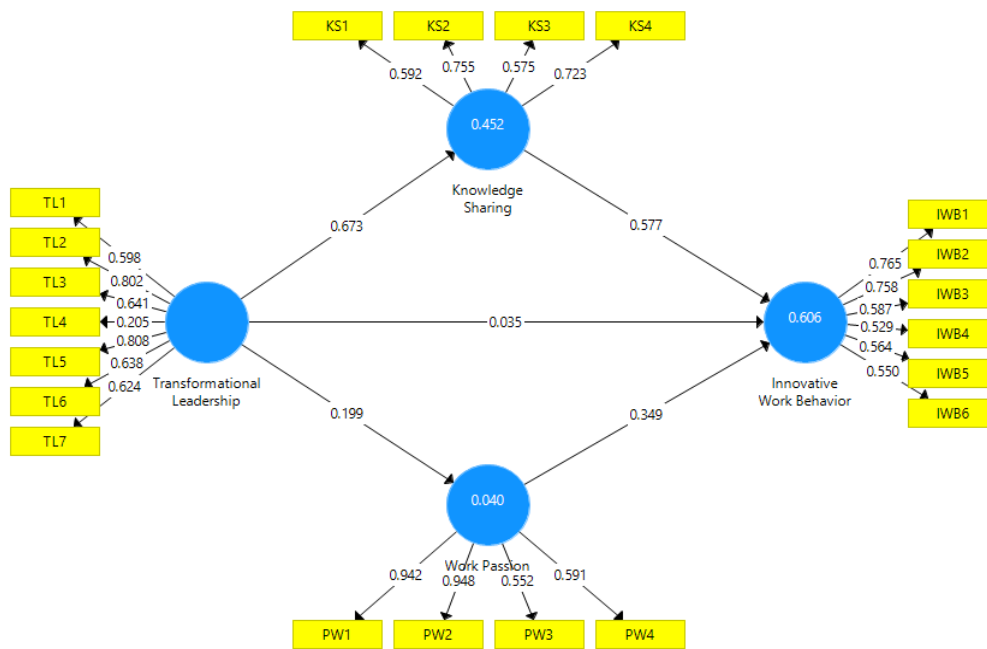 KS1 KS2 KS3 KS4
0.592 0.755 0.575 0.723
0.452
Knowledge
Sharing
0.673
0.577
TL1
TL2
TL3
TL4
TL5
TL6
TL7
0.598
0.802
0.641
0.205
0.808
0.638
0.624
Transformational
Leadership
0.035
0.606
Innovative
Work Behavior
0.765
0.758
0.587
0.529
0.564
0.550
IWB1
IWB2
IWB3
IWB4
IWB5
IWB6
0.199
0.349
0.040
Work Passion
0.942 0.948 0.552 0.591
PW1 PW2 PW3 PW4